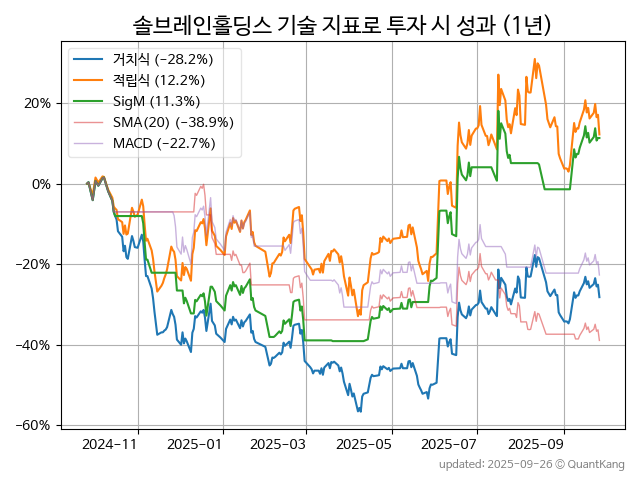 솔브레인홀딩스 기술 지표로 투자 시 성과 (1년)
거치식 (−28.2%)
적립식 (12.2%)
SigM (11.3%)
SMA(20) (−38.9%)
MACD (−22.7%)
20%
0%
−20%
−40%
−60%
2024-11 2025-01 2025-03 2025-05 2025-07 2025-09
updated: 2025-09-26 ⓒ QuantKang